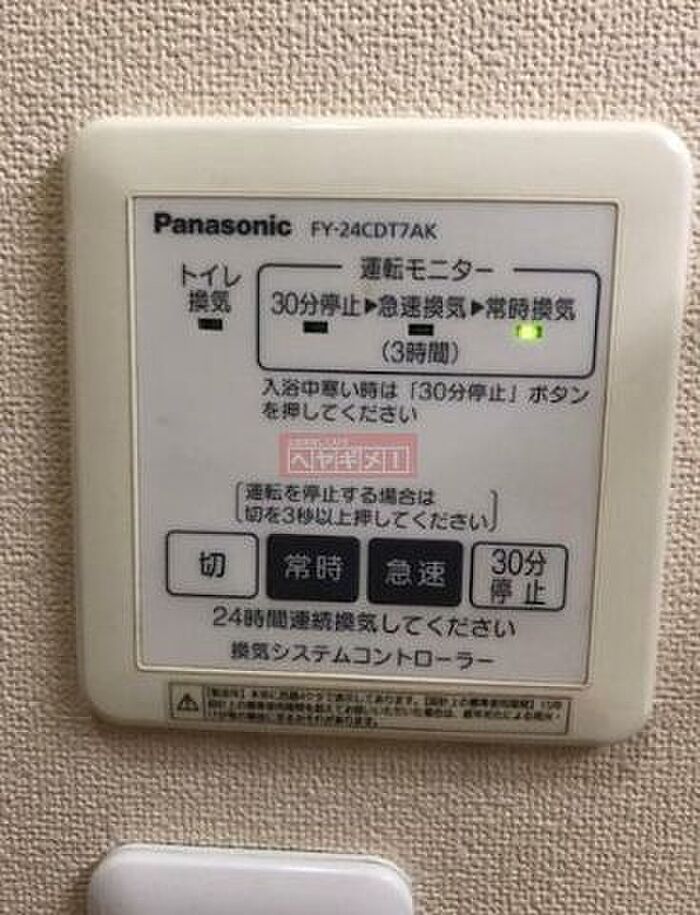 Panasonic FY-24CDT7AK
トイレ
換気
運転モニター
30分停止▶急速換気▶常時換気
(3時間)
入浴中寒い時は「30分停止」ボタン
を押してください
ヘヤギメ!
運転を停止する場合は
切を3秒以上押してください
切 常時 急速 30分
停止
24時間連続換気してください
換気システムコントローラー